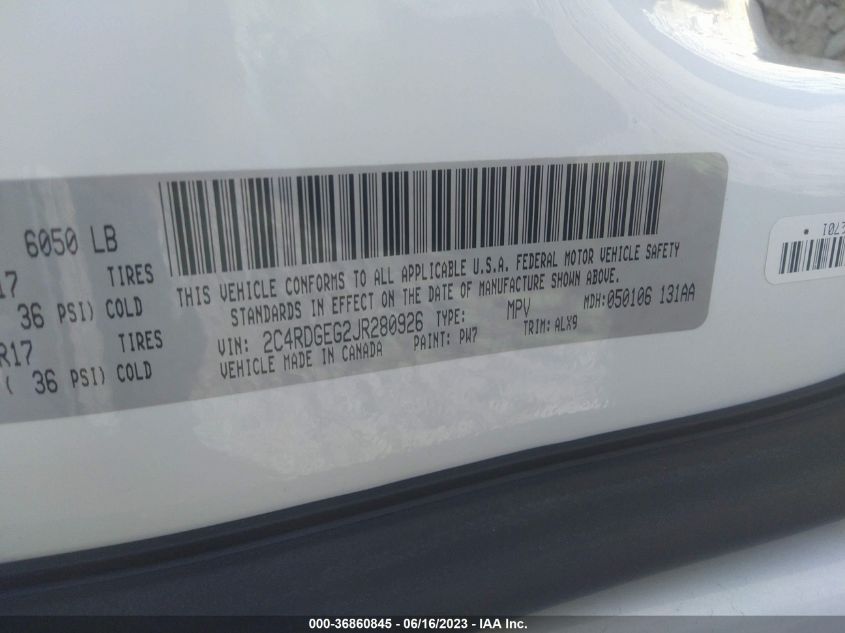 6050 LB
17 TIRES
36 PSI) COLD
R17 TIRES
( 36 PSI) COLD
THIS VEHICLE CONFORMS TO ALL APPLICABLE U.S.A. FEDERAL MOTOR VEHICLE SAFETY
STANDARDS IN EFFECT ON THE DATE OF MANUFACTURE SHOWN ABOVE.
VIN: 2C4RDGEG2JR280926 TYPE: MPV MDH: 050106 131AA
VEHICLE MADE IN CANADA PAINT: PW7 TRIM: ALX9
000-36860845 - 06/16/2023 - IAA Inc.